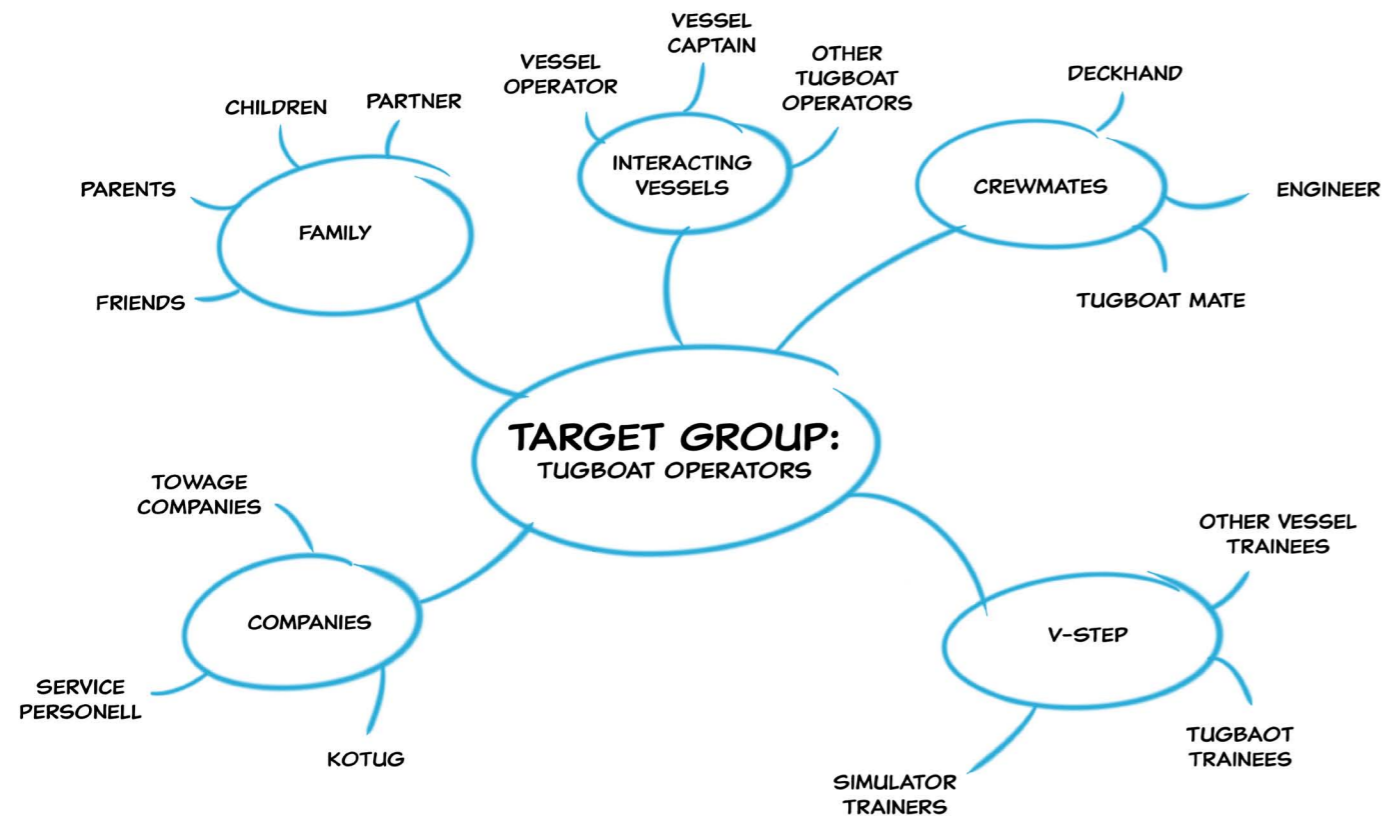 VESSEL
CAPTAIN
VESSEL
OPERATOR
OTHER
TUGBOAT
OPERATORS
INTERACTING
VESSELS
CHILDREN
PARTNER
PARENTS
FAMILY
FRIENDS
DECKHAND
CREWMATES
ENGINEER
TUGBOAT MATE
TARGET GROUP:
TUGBOAT OPERATORS
TOWAGE
COMPANIES
COMPANIES
SERVICE
PERSONELL
KOTUG
OTHER VESSEL
TRAINEES
V-STEP
TUGBAOT
TRAINEES
SIMULATOR
TRAINERS